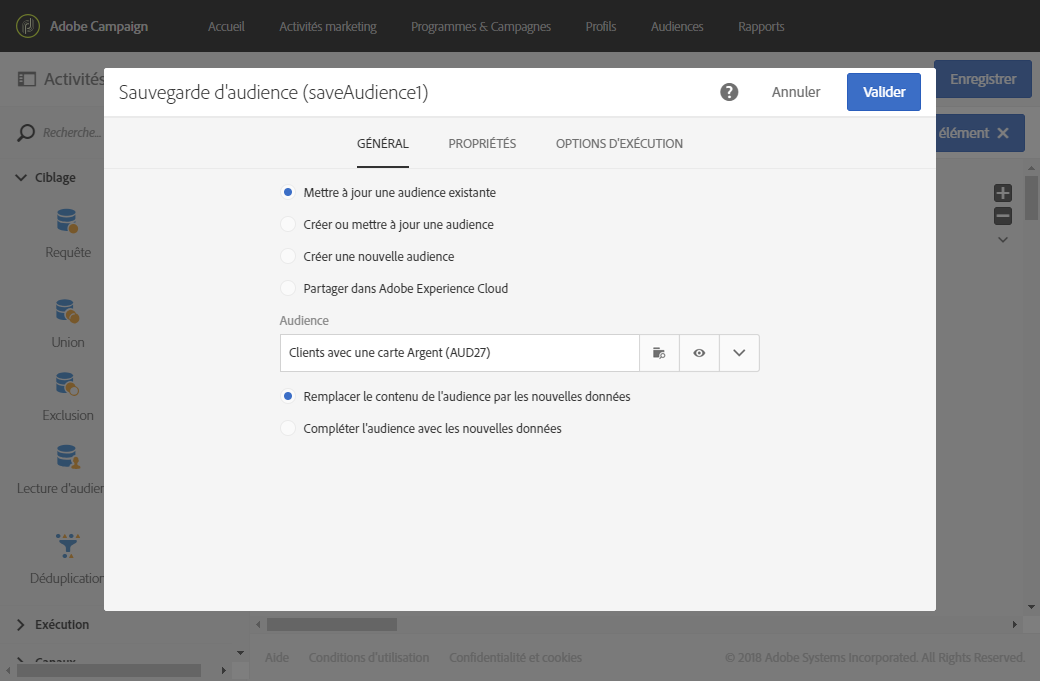 Adobe Campaign
Accueil
Activités marketing
Programmes & Campagnes
Profils
Audiences
Rapports
Activités
Enregistrer
Sauvegarde d'audience (saveAudience1)
?
Annuler
Valider
Recherche...
élément
GÉNÉRAL
PROPRIÉTÉS
OPTIONS D'EXÉCUTION
Ciblage
Requête
Union
Exclusion
Lecture d'audien
Déduplication
Exécution
Canaux
Mettre à jour une audience existante
Créer ou mettre à jour une audience
Créer une nouvelle audience
Partager dans Adobe Experience Cloud
Audience
Clients avec une carte Argent (AUD27)
Remplacer le contenu de l'audience par les nouvelles données
Compléter l'audience avec les nouvelles données
Aide
Conditions d'utilisation
Confidentialité et cookies
© 2018 Adobe Systems Incorporated. All Rights Reserved.